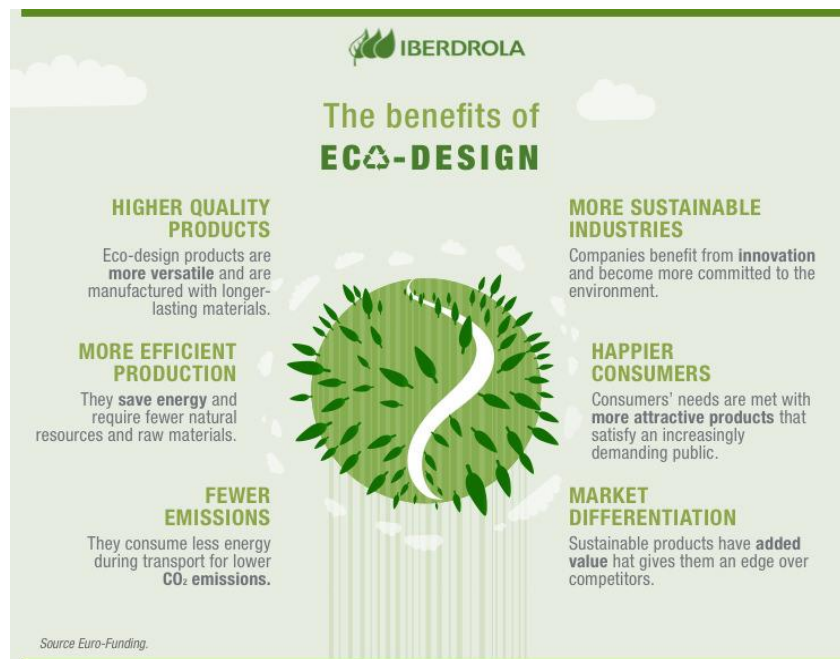 IBERDROLA
The benefits of
ECO-DESIGN
HIGHER QUALITY
PRODUCTS
Eco-design products are
more versatile and are
manufactured with longer-
lasting materials.
MORE EFFICIENT
PRODUCTION
They save energy and
require fewer natural
resources and raw materials.
FEWER
EMISSIONS
They consume less energy
during transport for lower
CO₂ emissions.
MORE SUSTAINABLE
INDUSTRIES
Companies benefit from innovation
and become more committed to the
environment.
HAPPIER
CONSUMERS
Consumers' needs are met with
more attractive products that
satisfy an increasingly
demanding public.
MARKET
DIFFERENTIATION
Sustainable products have added
value hat gives them an edge over
competitors.
Source Euro-Funding.